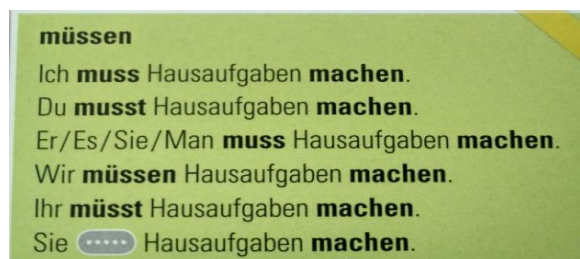 müssen
Ich muss Hausaufgaben machen.
Du musst Hausaufgaben machen.
Er/Es/Sie/Man muss Hausaufgaben machen.
Wir müssen Hausaufgaben machen.
Ihr müsst Hausaufgaben machen.
Sie ..... Hausaufgaben machen.